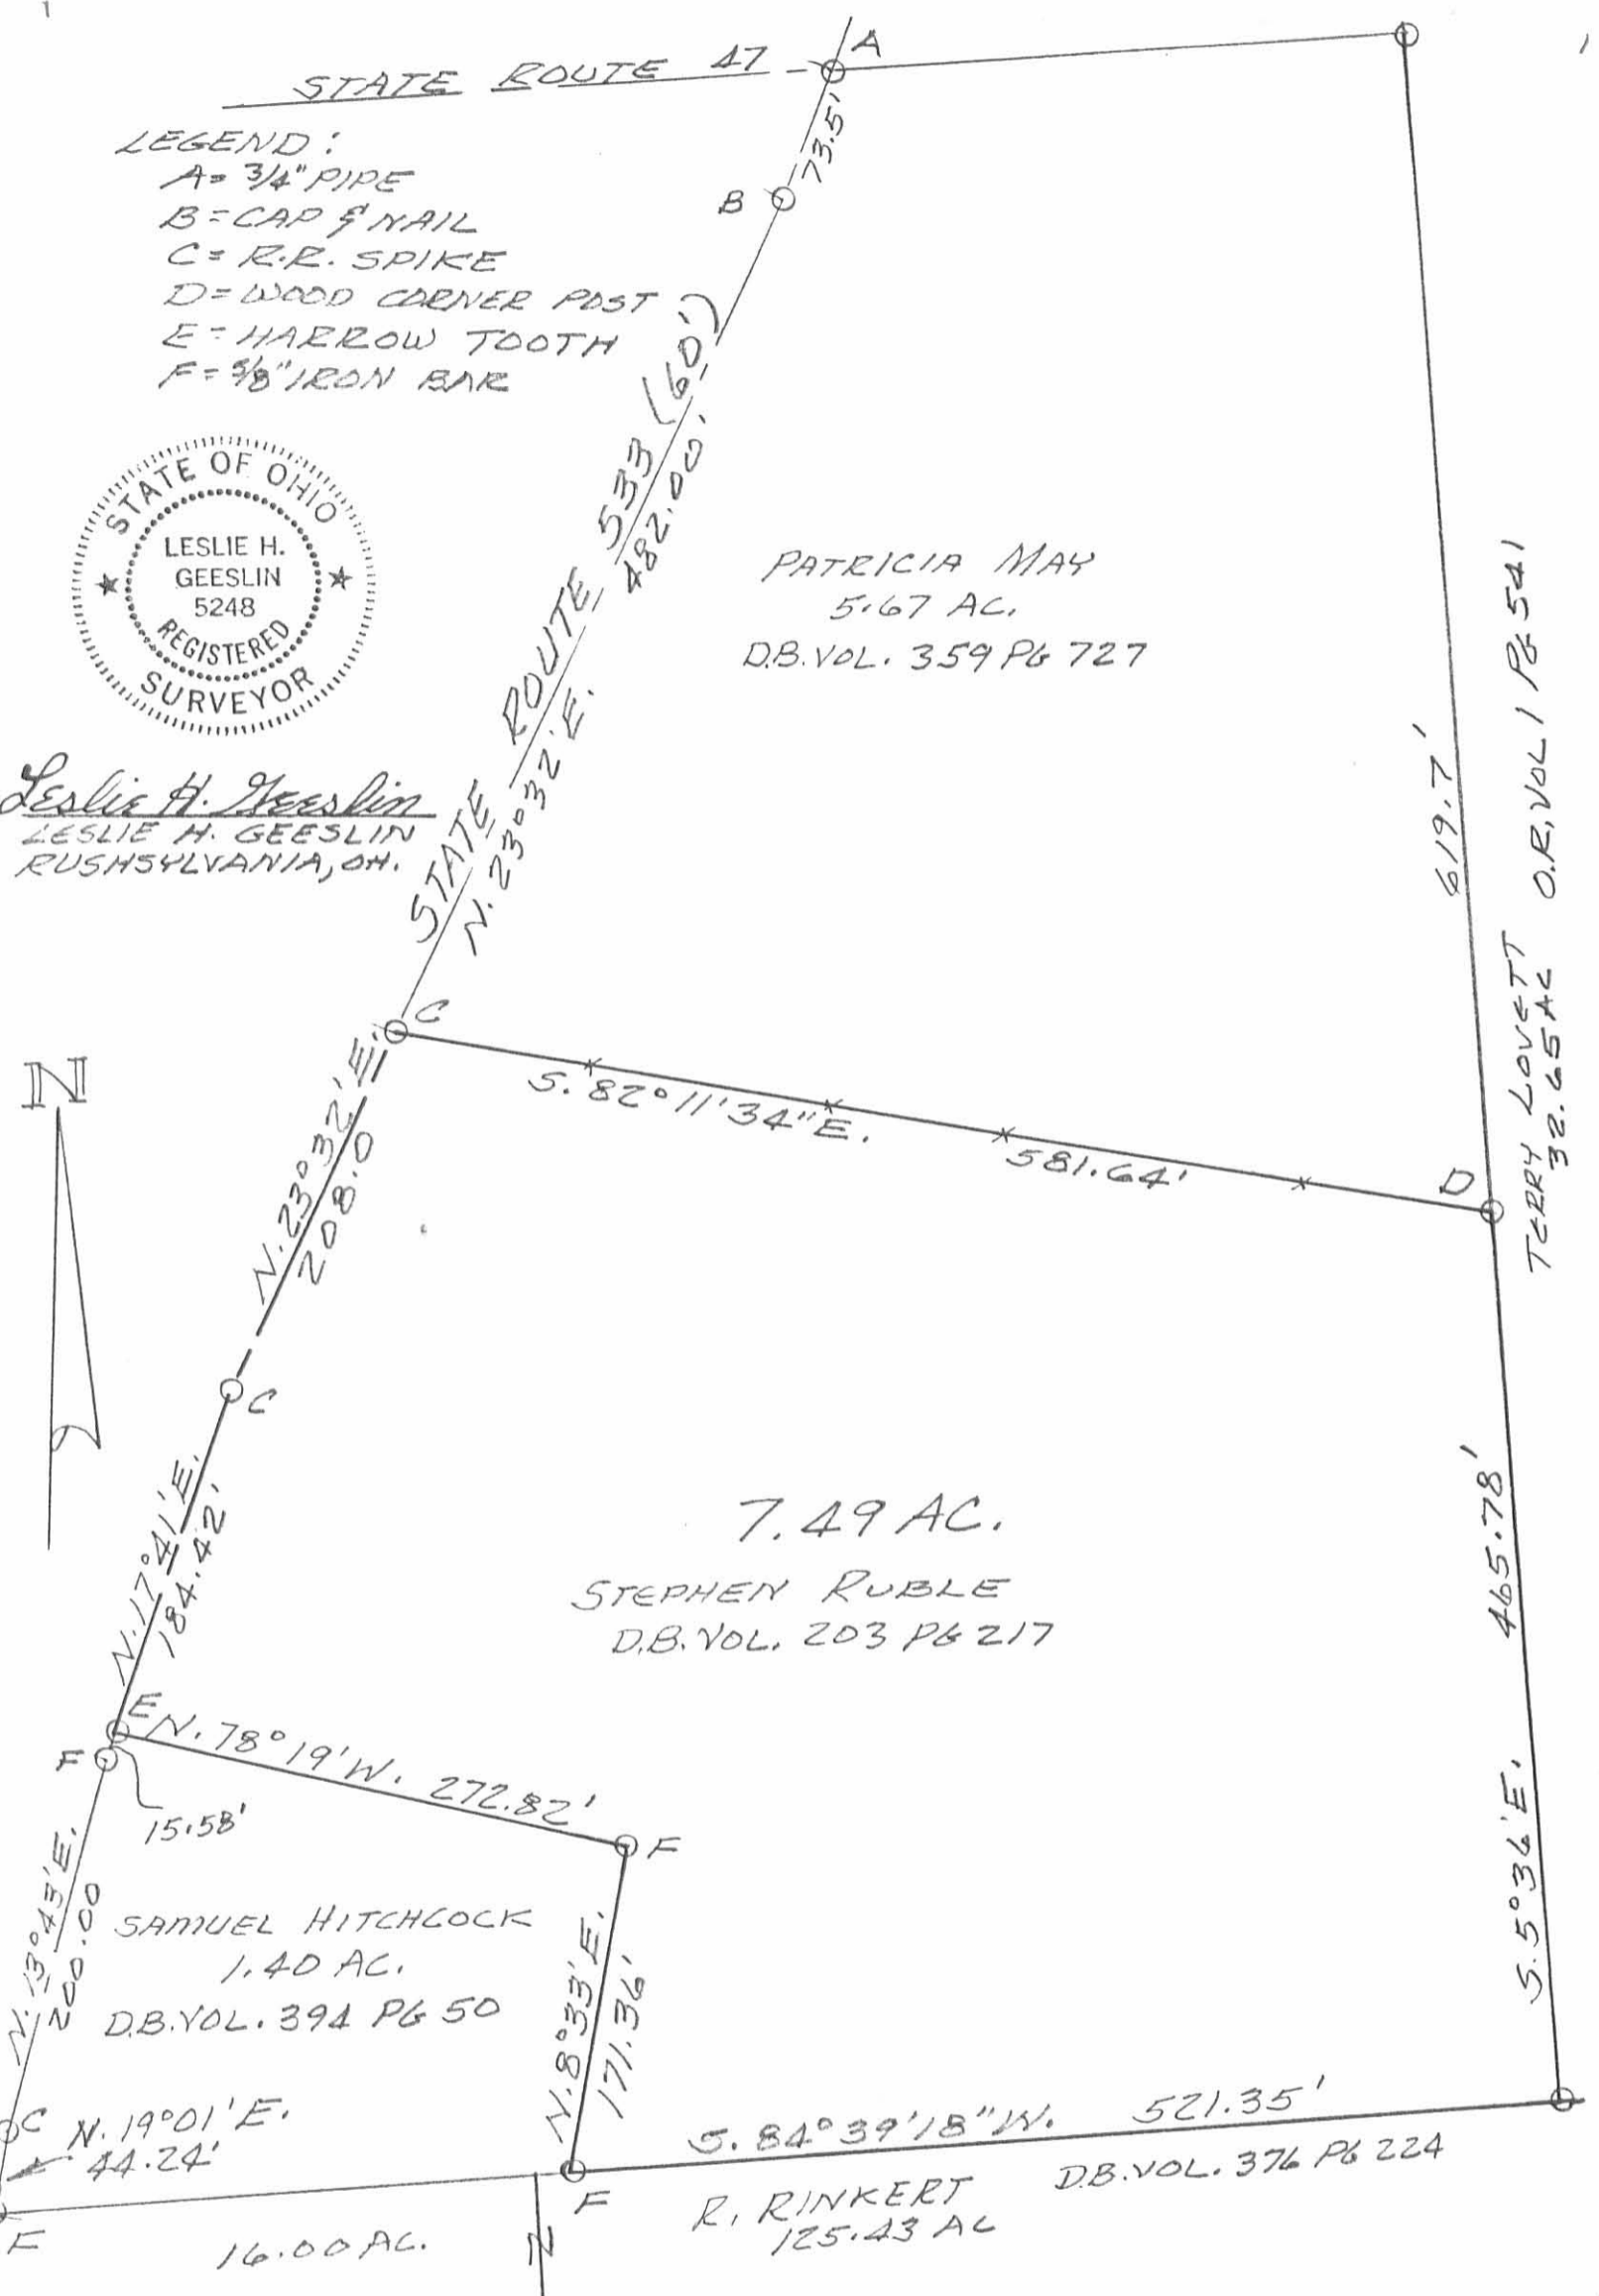 STATE ROUTE 47
A
LEGEND:
A= 3/4" PIPE
B= CAP & NAIL
C= R.R. SPIKE
D= WOOD CORNER POST
E= HARROW TOOTH
F= 5/8" IRON BAR
73.5'
B
STATE ROUTE 533 (60')
N. 23°32'E. 482.00'
STATE OF OHIO
LESLIE H.
GEESLIN
5248
REGISTERED
SURVEYOR
Leslie H. Geeslin
LESLIE H. GEESLIN
RUSHSYLVANIA, OH.
PATRICIA MAY
5.67 AC.
D.B. VOL. 359 PG 727
619.7'
TERRY LOVETT O.R. VOL 1 PG 541
32.65 AC
C
N
S. 82°11'34"E. 581.64'
D
N. 23°32'E.
208.0
C
N. 17°41'E.
184.42'
7.49 AC.
STEPHEN RUBLE
D.B. VOL. 203 PG 217
S. 5°36'E. 465.78'
E
N. 78°19'W. 272.82'
F
15.58'
F
N. 13°43'E.
200.00
SAMUEL HITCHCOCK
1.40 AC.
D.B. VOL. 394 PG 50
N. 8°33'E.
171.36'
C
N. 19°01'E.
44.24'
S. 84°39'18"W. 521.35'
F
F
16.00 AC.
Z
R. RINKERT
125.43 AC
D.B. VOL. 376 PG 224